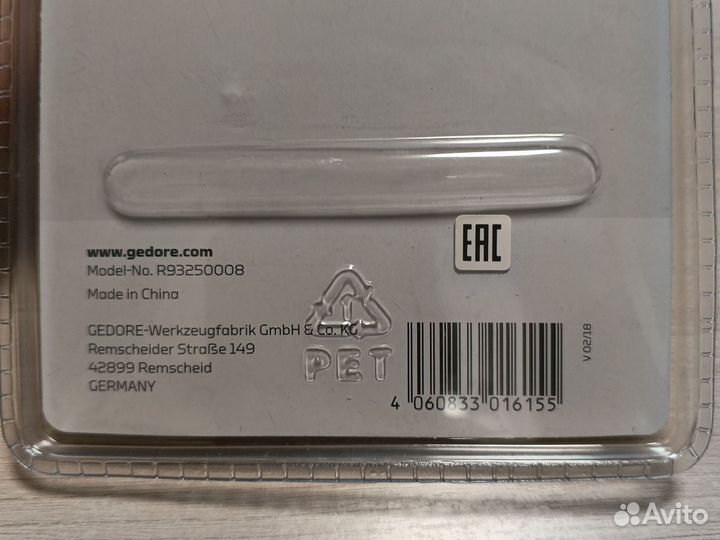 EAC
www.gedore.com
Model-No. R93250008
Made in China
GEDORE-Werkzeugfabrik GmbH & Co. KG
Remscheider Straße 149
42899 Remscheid
GERMANY
1
PET
4 060833 016155
V 02/18
Avito